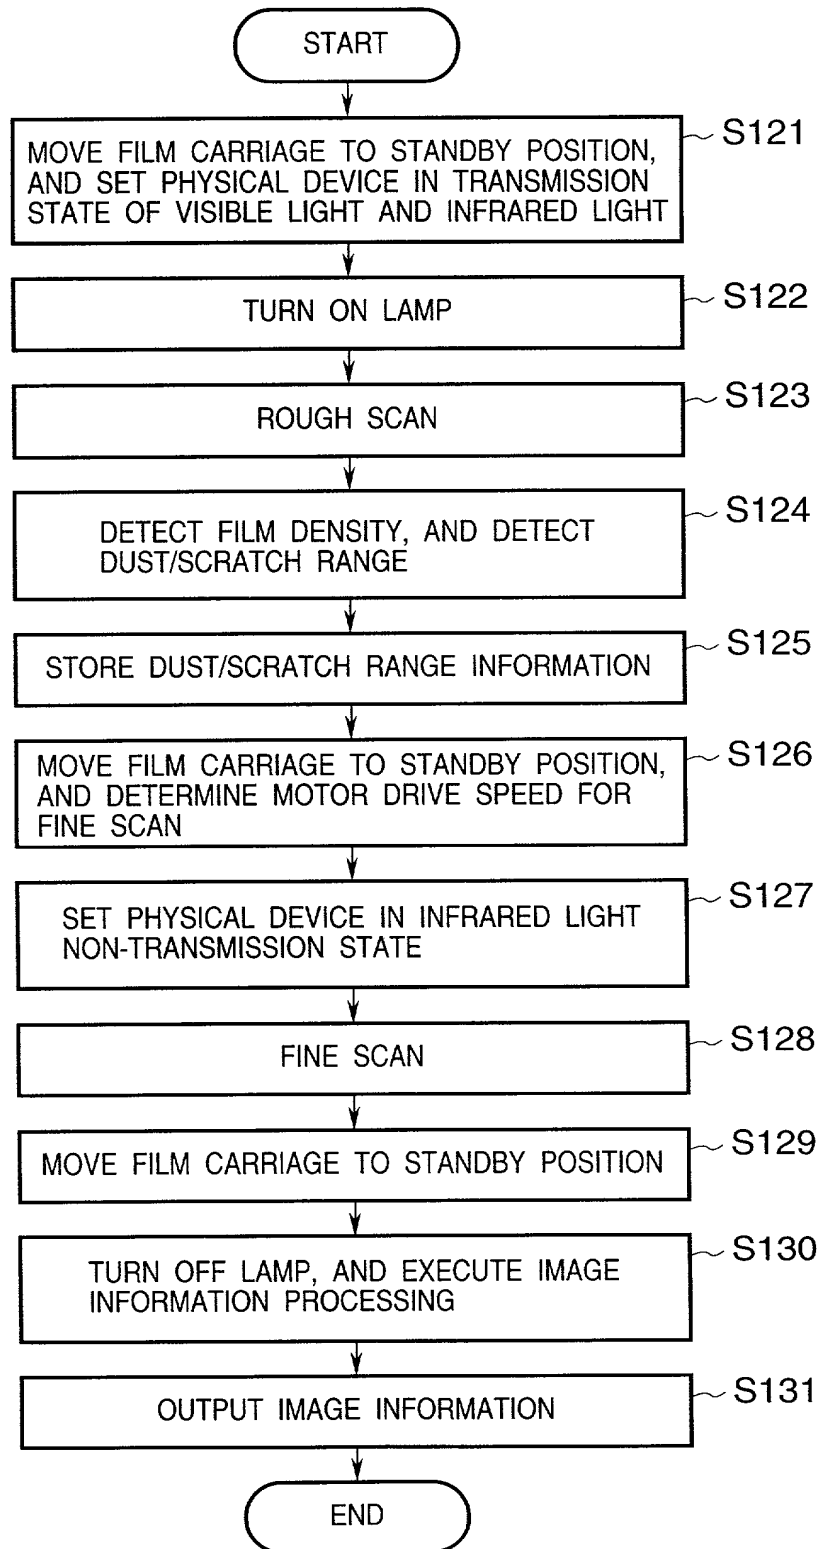 START
S121
MOVE FILM CARRIAGE TO STANDBY POSITION,
AND SET PHYSICAL DEVICE IN TRANSMISSION
STATE OF VISIBLE LIGHT AND INFRARED LIGHT
S122
TURN ON LAMP
S123
ROUGH SCAN
S124
DETECT FILM DENSITY, AND DETECT
DUST/SCRATCH RANGE
S125
STORE DUST/SCRATCH RANGE INFORMATION
S126
MOVE FILM CARRIAGE TO STANDBY POSITION,
AND DETERMINE MOTOR DRIVE SPEED FOR
FINE SCAN
S127
SET PHYSICAL DEVICE IN INFRARED LIGHT
NON-TRANSMISSION STATE
S128
FINE SCAN
S129
MOVE FILM CARRIAGE TO STANDBY POSITION
S130
TURN OFF LAMP, AND EXECUTE IMAGE
INFORMATION PROCESSING
S131
OUTPUT IMAGE INFORMATION
END